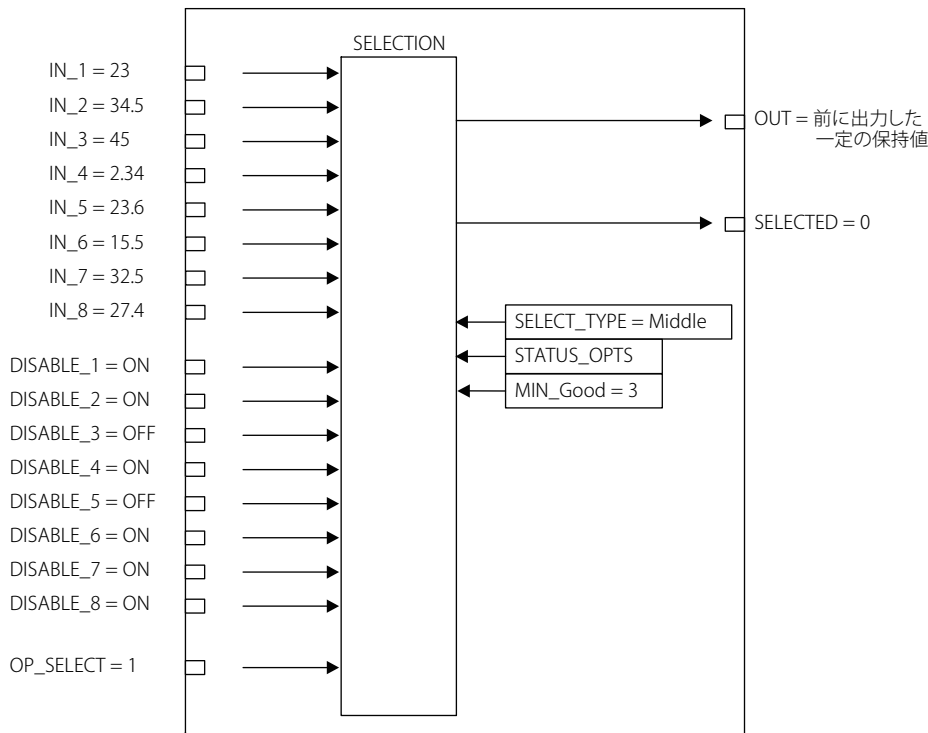 SELECTION
IN_1 = 23
IN_2 = 34.5
IN_3 = 45
IN_4 = 2.34
IN_5 = 23.6
IN_6 = 15.5
IN_7 = 32.5
IN_8 = 27.4
DISABLE_1 = ON
DISABLE_2 = ON
DISABLE_3 = OFF
DISABLE_4 = ON
DISABLE_5 = OFF
DISABLE_6 = ON
DISABLE_7 = ON
DISABLE_8 = ON
OP_SELECT = 1
SELECT_TYPE = Middle
STATUS_OPTS
MIN_Good = 3
OUT = 前に出力した
一定の保持値
SELECTED = 0